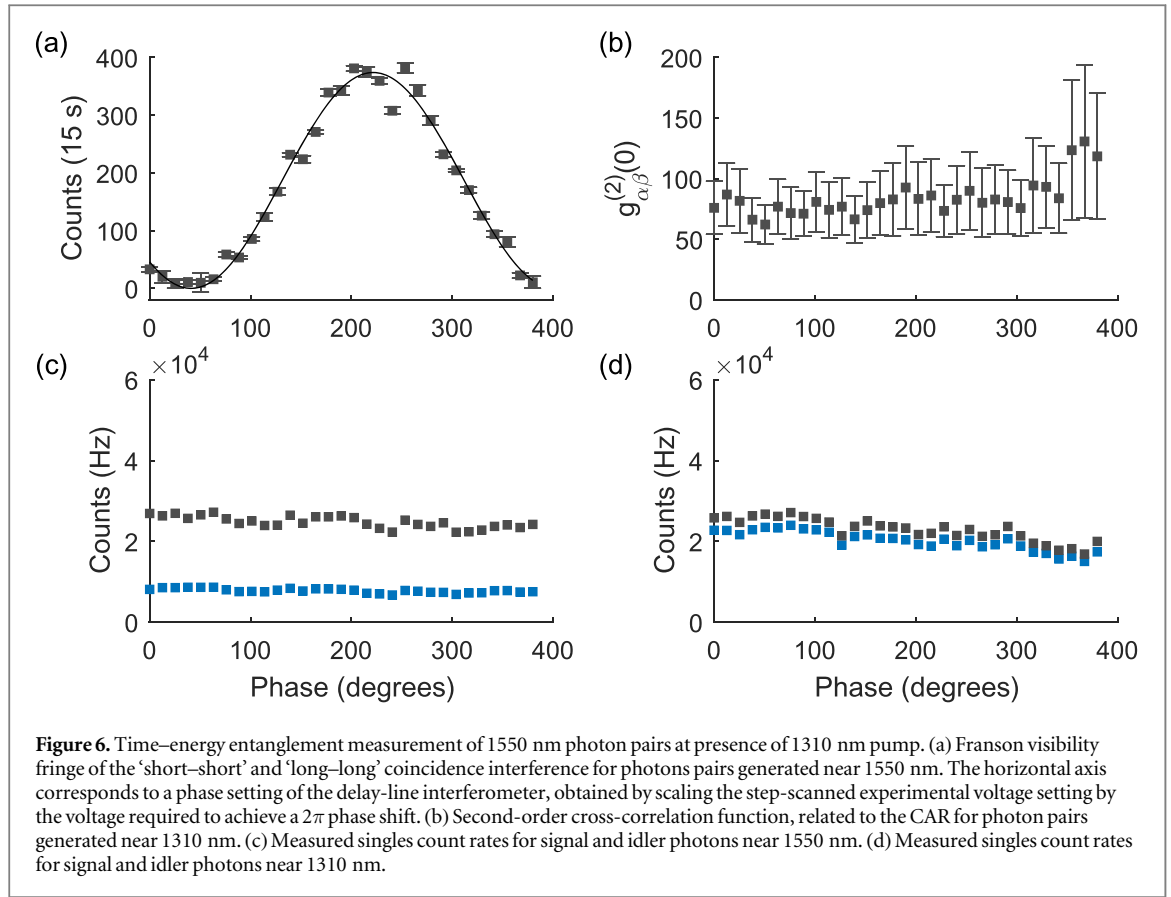 (a)
400
300
200
100
0
Counts (15 s)
0 100 200 300 400
(b)
200
150
100
50
0
g(2)αβ(0)
0 100 200 300 400
(c)
×10⁴
6
4
2
0
Counts (Hz)
0 100 200 300 400
Phase (degrees)
(d)
×10⁴
6
4
2
0
Counts (Hz)
0 100 200 300 400
Phase (degrees)
Figure 6. Time–energy entanglement measurement of 1550 nm photon pairs at presence of 1310 nm pump. (a) Franson visibility
fringe of the ‘short–short’ and ‘long–long’ coincidence interference for photons pairs generated near 1550 nm. The horizontal axis
corresponds to a phase setting of the delay-line interferometer, obtained by scaling the step-scanned experimental voltage setting by
the voltage required to achieve a 2π phase shift. (b) Second-order cross-correlation function, related to the CAR for photon pairs
generated near 1310 nm. (c) Measured singles count rates for signal and idler photons near 1550 nm. (d) Measured singles count rates
for signal and idler photons near 1310 nm.